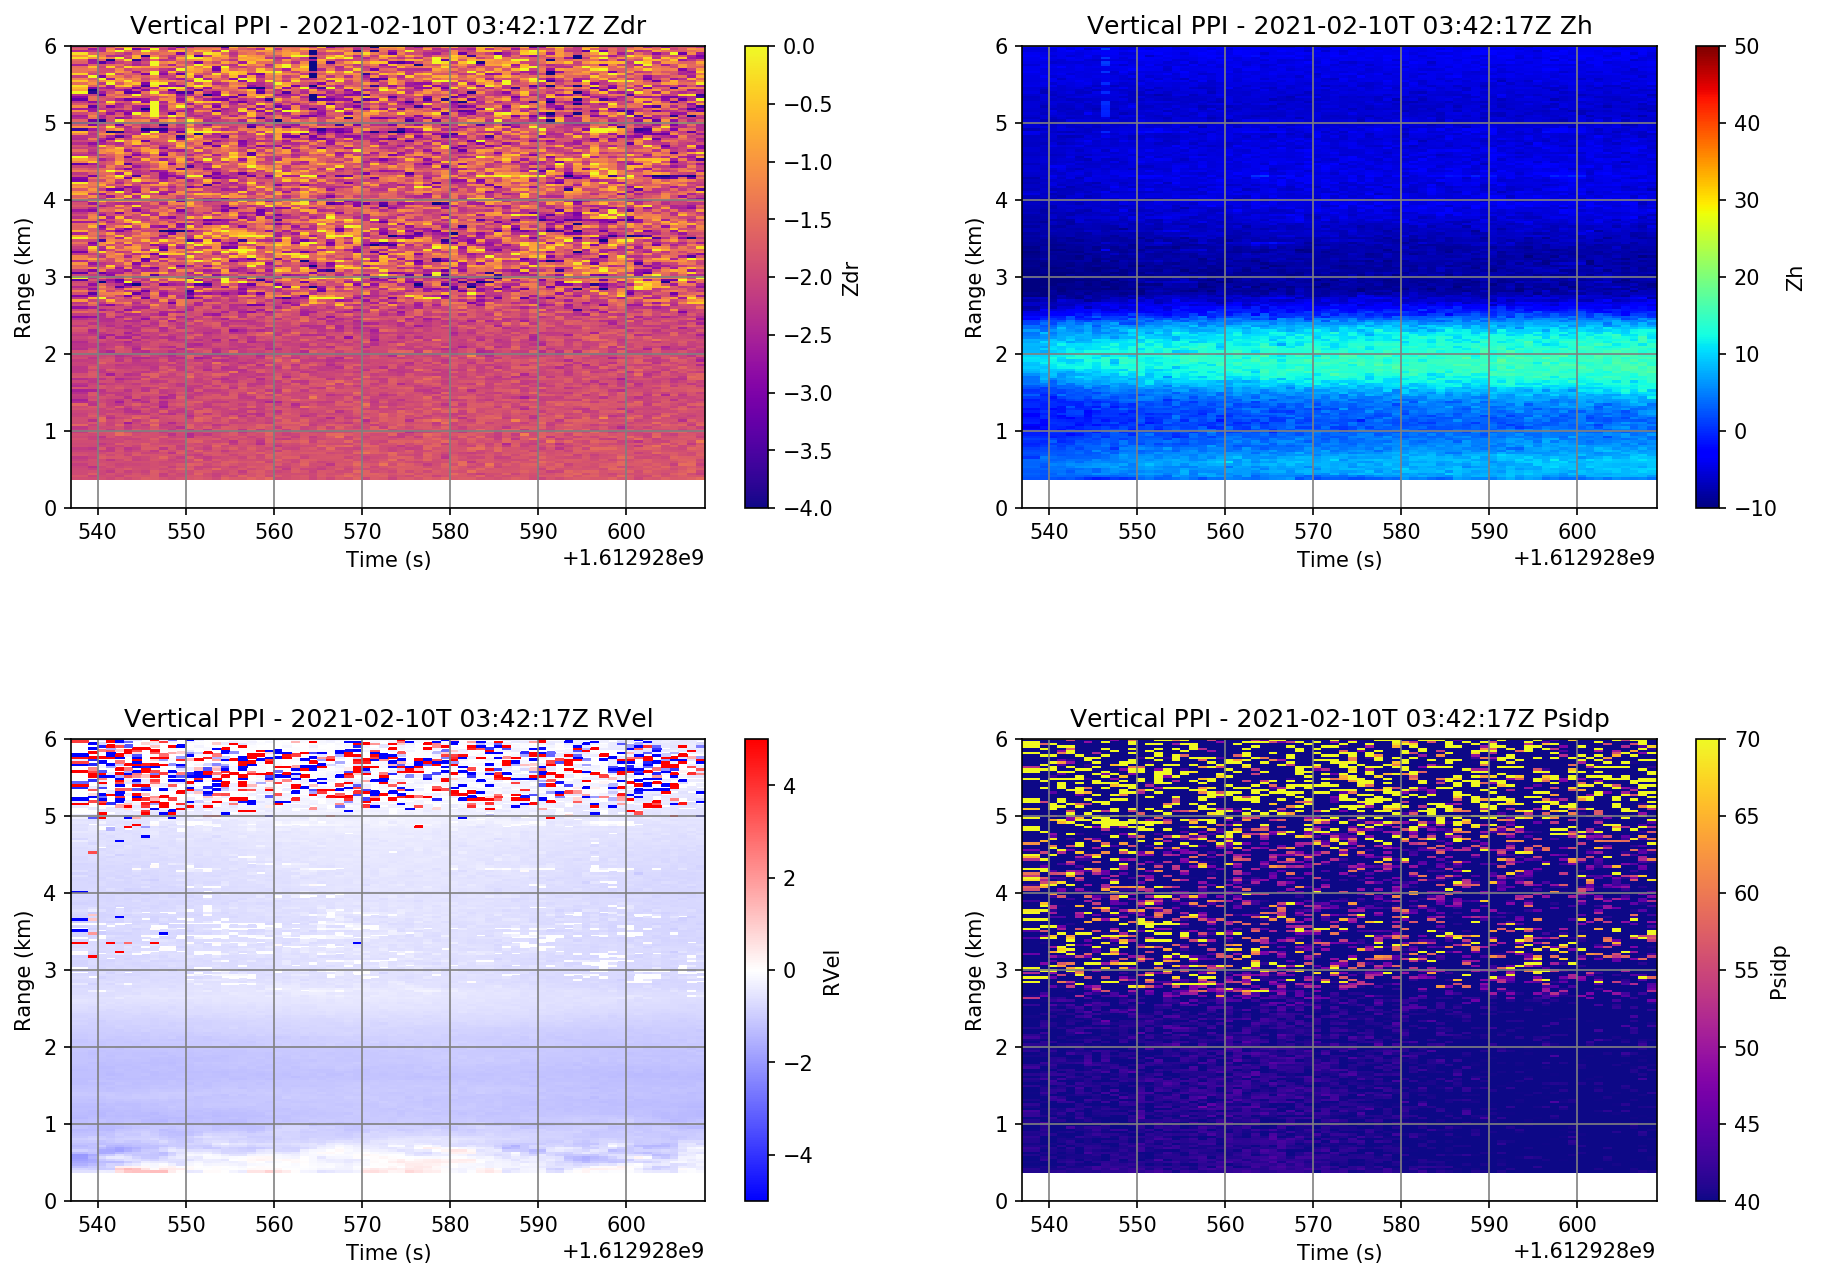 Vertical PPI - 2021-02-10T 03:42:17Z Zdr
6
5
4
3
2
1
0
Range (km)
540 550 560 570 580 590 600
Time (s)
+1.612928e9
0.0
−0.5
−1.0
−1.5
−2.0
−2.5
−3.0
−3.5
−4.0
Zdr
Vertical PPI - 2021-02-10T 03:42:17Z Zh
6
5
4
3
2
1
0
Range (km)
540 550 560 570 580 590 600
Time (s)
+1.612928e9
50
40
30
20
10
0
−10
Zh
Vertical PPI - 2021-02-10T 03:42:17Z RVel
6
5
4
3
2
1
0
Range (km)
540 550 560 570 580 590 600
Time (s)
+1.612928e9
4
2
0
−2
−4
RVel
Vertical PPI - 2021-02-10T 03:42:17Z Psidp
6
5
4
3
2
1
0
Range (km)
540 550 560 570 580 590 600
Time (s)
+1.612928e9
70
65
60
55
50
45
40
Psidp